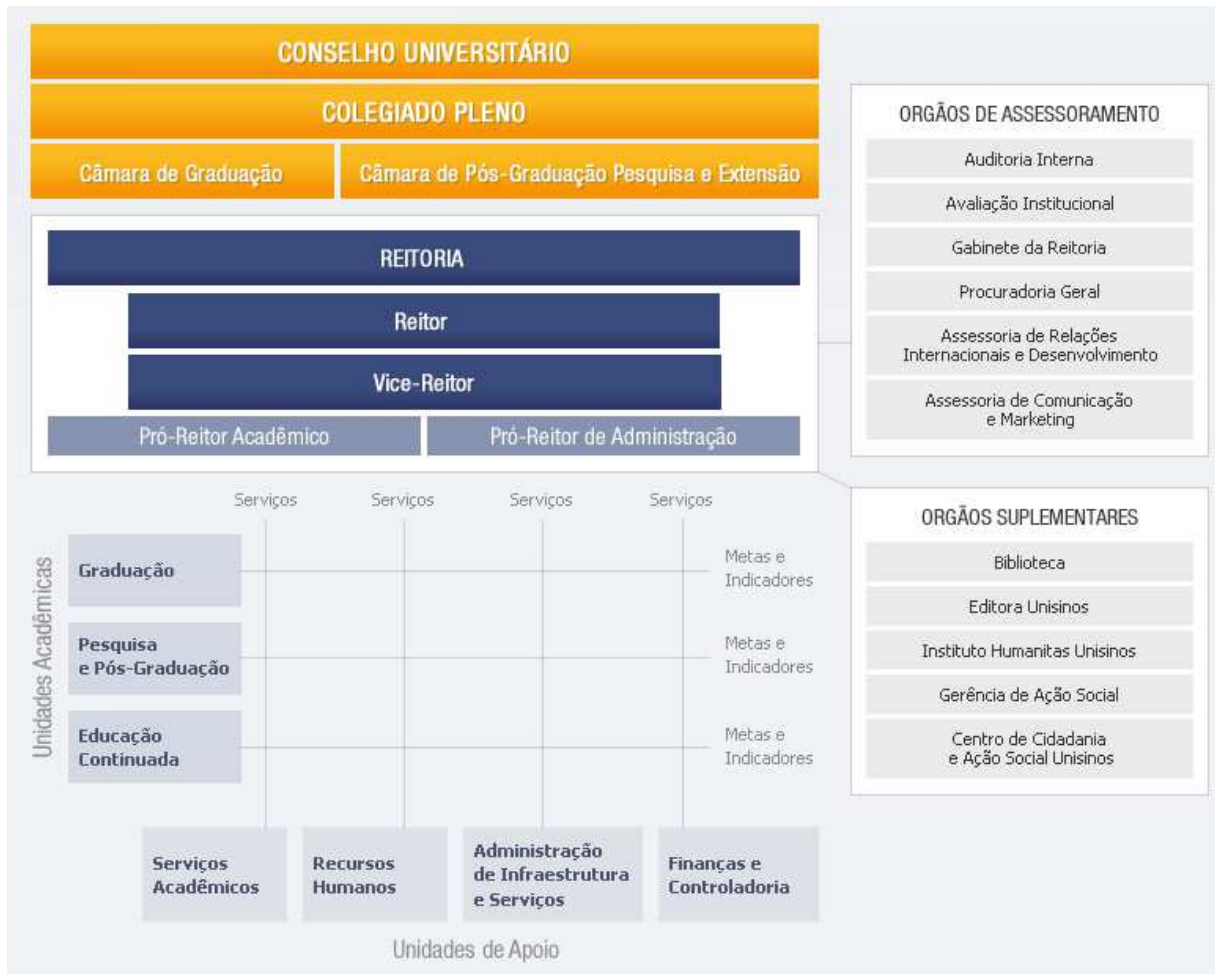 CONSELHO UNIVERSITÁRIO
COLEGIADO PLENO
Câmara de Graduação
Câmara de Pós-Graduação Pesquisa e Extensão
REITORIA
Reitor
Vice-Reitor
Pró-Reitor Acadêmico
Pró-Reitor de Administração
ORGÃOS DE ASSESSORAMENTO
Auditoria Interna
Avaliação Institucional
Gabinete da Reitoria
Procuradoria Geral
Assessoria de Relações
Internacionais e Desenvolvimento
Assessoria de Comunicação
e Marketing
ORGÃOS SUPLEMENTARES
Biblioteca
Editora Unisinos
Instituto Humanitas Unisinos
Gerência de Ação Social
Centro de Cidadania
e Ação Social Unisinos
Serviços
Serviços
Serviços
Serviços
Unidades Acadêmicas
Graduação
Metas e
Indicadores
Pesquisa
e Pós-Graduação
Metas e
Indicadores
Educação
Continuada
Metas e
Indicadores
Serviços
Acadêmicos
Recursos
Humanos
Administração
de Infraestrutura
e Serviços
Finanças e
Controladoria
Unidades de Apoio